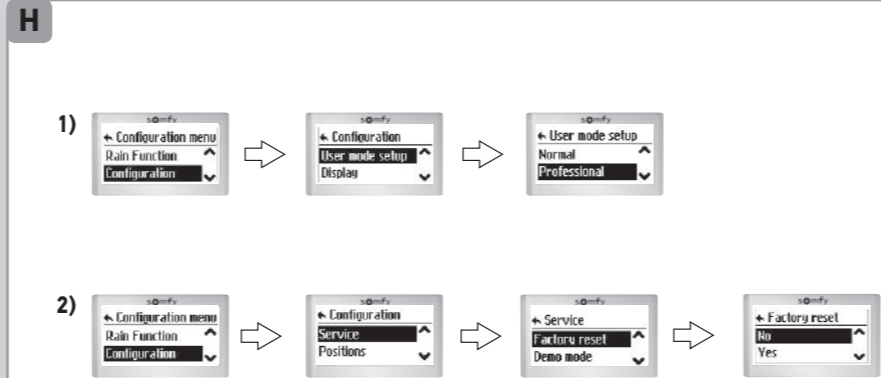 H
1)
somfy
Configuration menu
Rain Function
Configuration
somfy
Configuration
User mode setup
Display
somfy
User mode setup
Normal
Professional
2)
somfy
Configuration menu
Rain Function
Configuration
somfy
Configuration
Service
Positions
somfy
Service
Factory reset
Demo mode
somfy
Factory reset
No
Yes